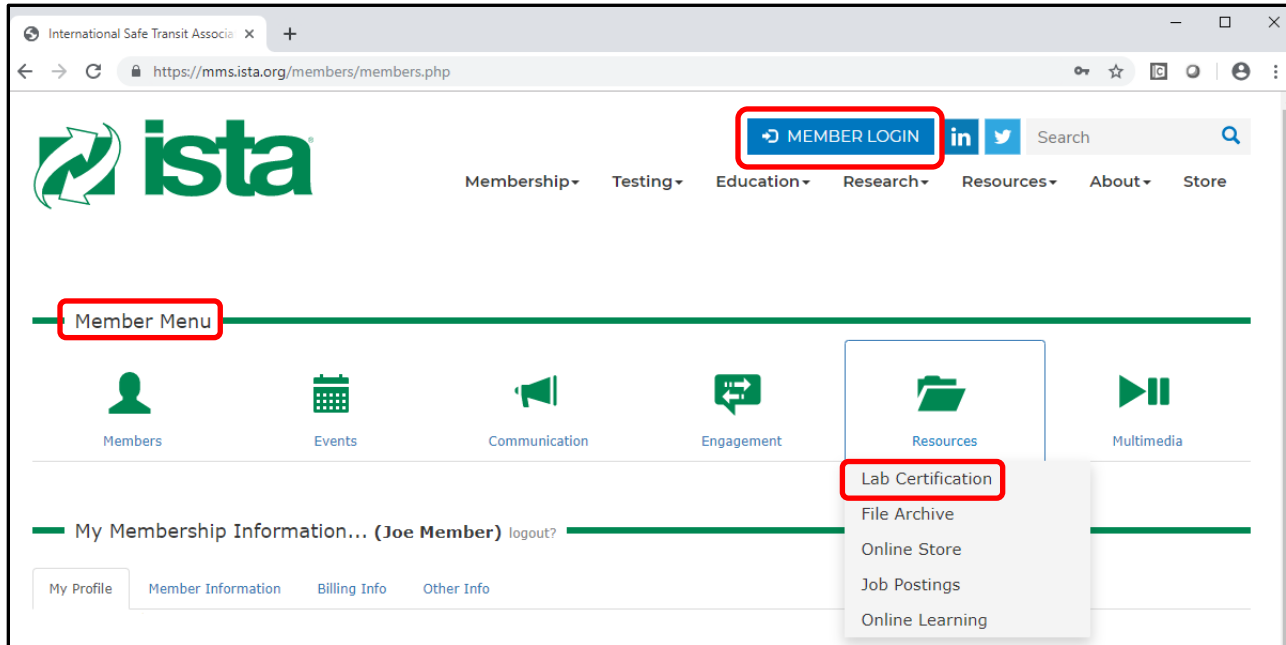 International Safe Transit Associa
https://mms.ista.org/members/members.php
ista
MEMBER LOGIN
in
Search
Membership Testing Education Research Resources About Store
Member Menu
Members Events Communication Engagement Resources Multimedia
Lab Certification
File Archive
Online Store
Job Postings
Online Learning
My Membership Information... (Joe Member) logout?
My Profile Member Information Billing Info Other Info